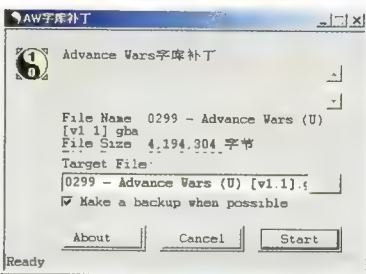 AW字库补丁
Advance Wars字库补丁
File Name 0299 - Advance Wars (U)
[v1 1] gba
File Size 4,194,304 字节
Target File:
0299 - Advance Wars (U) [v1.1].g
Make a backup when possible
About Cancel Start
Ready